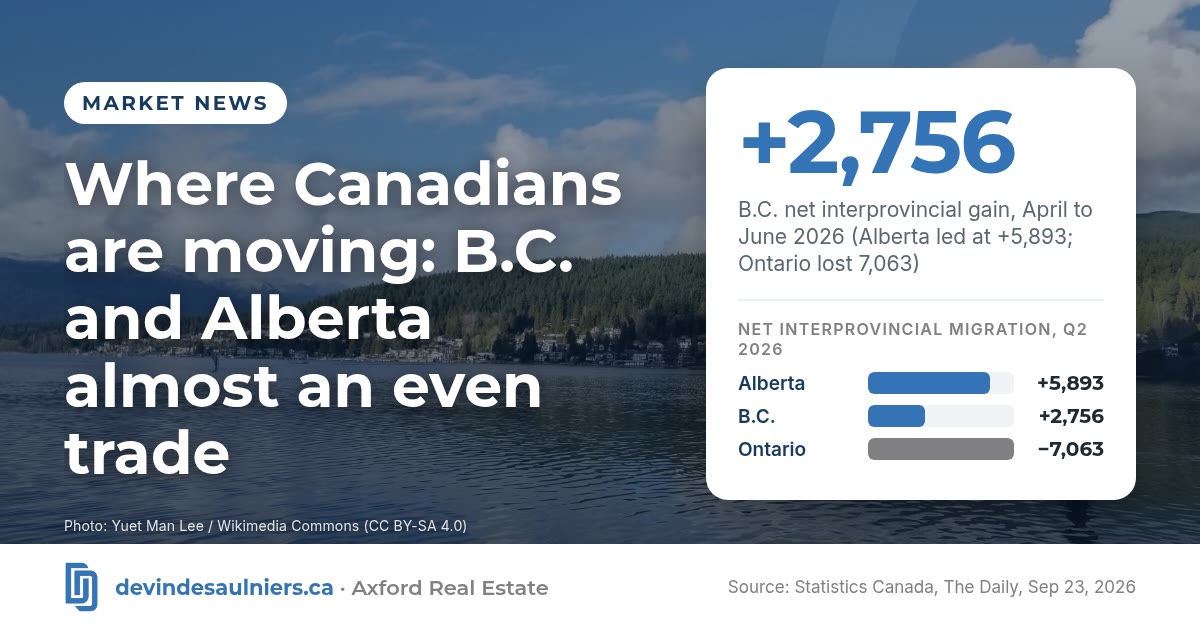 MARKET NEWS
Where Canadians
are moving: B.C.
and Alberta
almost an even
trade
Photo: Yuet Man Lee / Wikimedia Commons (CC BY-SA 4.0)
+2,756
B.C. net interprovincial gain, April to
June 2026 (Alberta led at +5,893;
Ontario lost 7,063)
NET INTERPROVINCIAL MIGRATION, Q2
2026
Alberta +5,893
B.C. +2,756
Ontario −7,063
devindesaulniers.ca · Axford Real Estate
Source: Statistics Canada, The Daily, Sep 23, 2026